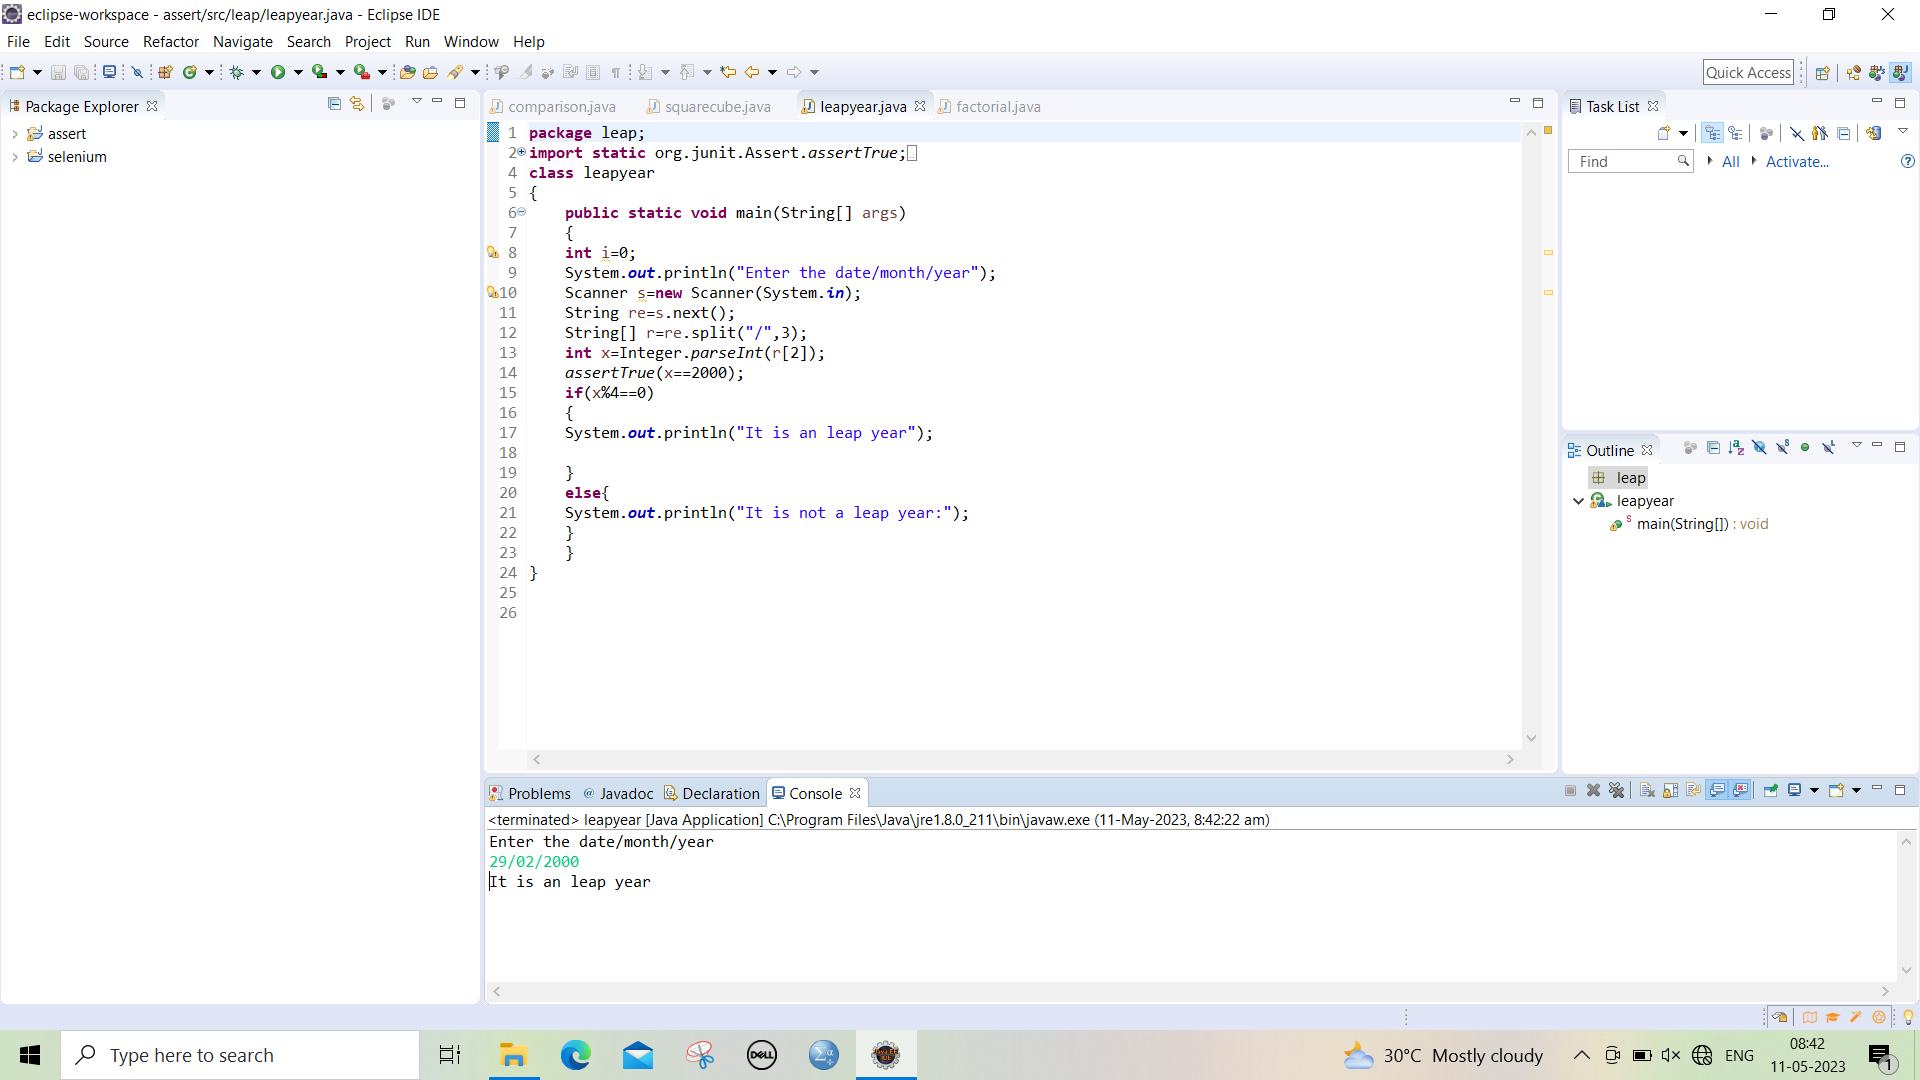 eclipse-workspace - assert/src/leap/leapyear.java - Eclipse IDE
File Edit Source Refactor Navigate Search Project Run Window Help
Quick Access
Package Explorer
assert
selenium
comparison.java squarecube.java leapyear.java factorial.java
1 package leap;
2 import static org.junit.Assert.assertTrue;
4 class leapyear
5 {
6 public static void main(String[] args)
7 {
8 int i=0;
9 System.out.println("Enter the date/month/year");
10 Scanner s=new Scanner(System.in);
11 String re=s.next();
12 String[] r=re.split("/",3);
13 int x=Integer.parseInt(r[2]);
14 assertTrue(x==2000);
15 if(x%4==0)
16 {
17 System.out.println("It is an leap year");
18
19 }
20 else{
21 System.out.println("It is not a leap year:");
22 }
23 }
24 }
25
26
Task List
Find All Activate...
Outline
leap
leapyear
main(String[]) : void
Problems Javadoc Declaration Console
<terminated> leapyear [Java Application] C:\Program Files\Java\jre1.8.0_211\bin\javaw.exe (11-May-2023, 8:42:22 am)
Enter the date/month/year
29/02/2000
It is an leap year
Type here to search
DELL
30°C Mostly cloudy
ENG
08:42
11-05-2023
1